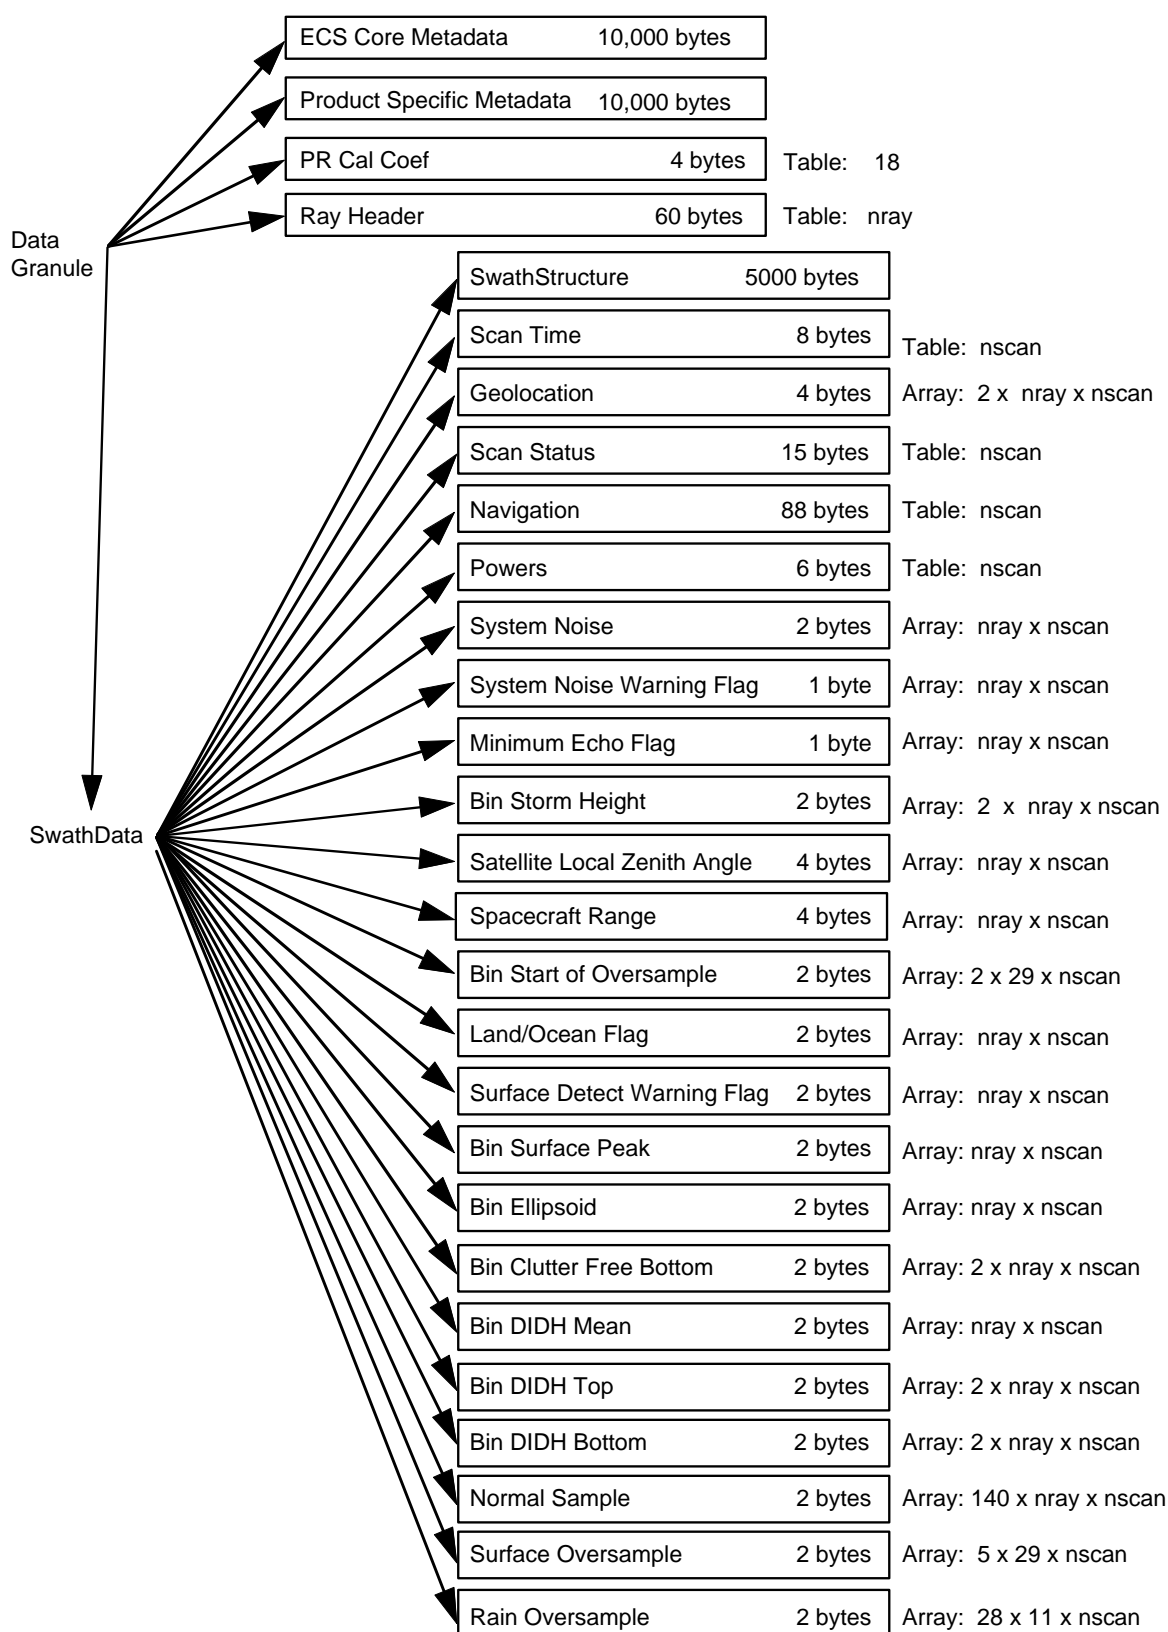 ECS Core Metadata 10,000 bytes
Product Specific Metadata 10,000 bytes
PR Cal Coef 4 bytes Table: 18
Ray Header 60 bytes Table: nray
Data
Granule
SwathStructure 5000 bytes
Scan Time 8 bytes Table: nscan
Geolocation 4 bytes Array: 2 x nray x nscan
Scan Status 15 bytes Table: nscan
Navigation 88 bytes Table: nscan
Powers 6 bytes Table: nscan
System Noise 2 bytes Array: nray x nscan
System Noise Warning Flag 1 byte Array: nray x nscan
Minimum Echo Flag 1 byte Array: nray x nscan
Bin Storm Height 2 bytes Array: 2 x nray x nscan
SwathData
Satellite Local Zenith Angle 4 bytes Array: nray x nscan
Spacecraft Range 4 bytes Array: nray x nscan
Bin Start of Oversample 2 bytes Array: 2 x 29 x nscan
Land/Ocean Flag 2 bytes Array: nray x nscan
Surface Detect Warning Flag 2 bytes Array: nray x nscan
Bin Surface Peak 2 bytes Array: nray x nscan
Bin Ellipsoid 2 bytes Array: nray x nscan
Bin Clutter Free Bottom 2 bytes Array: 2 x nray x nscan
Bin DIDH Mean 2 bytes Array: nray x nscan
Bin DIDH Top 2 bytes Array: 2 x nray x nscan
Bin DIDH Bottom 2 bytes Array: 2 x nray x nscan
Normal Sample 2 bytes Array: 140 x nray x nscan
Surface Oversample 2 bytes Array: 5 x 29 x nscan
Rain Oversample 2 bytes Array: 28 x 11 x nscan